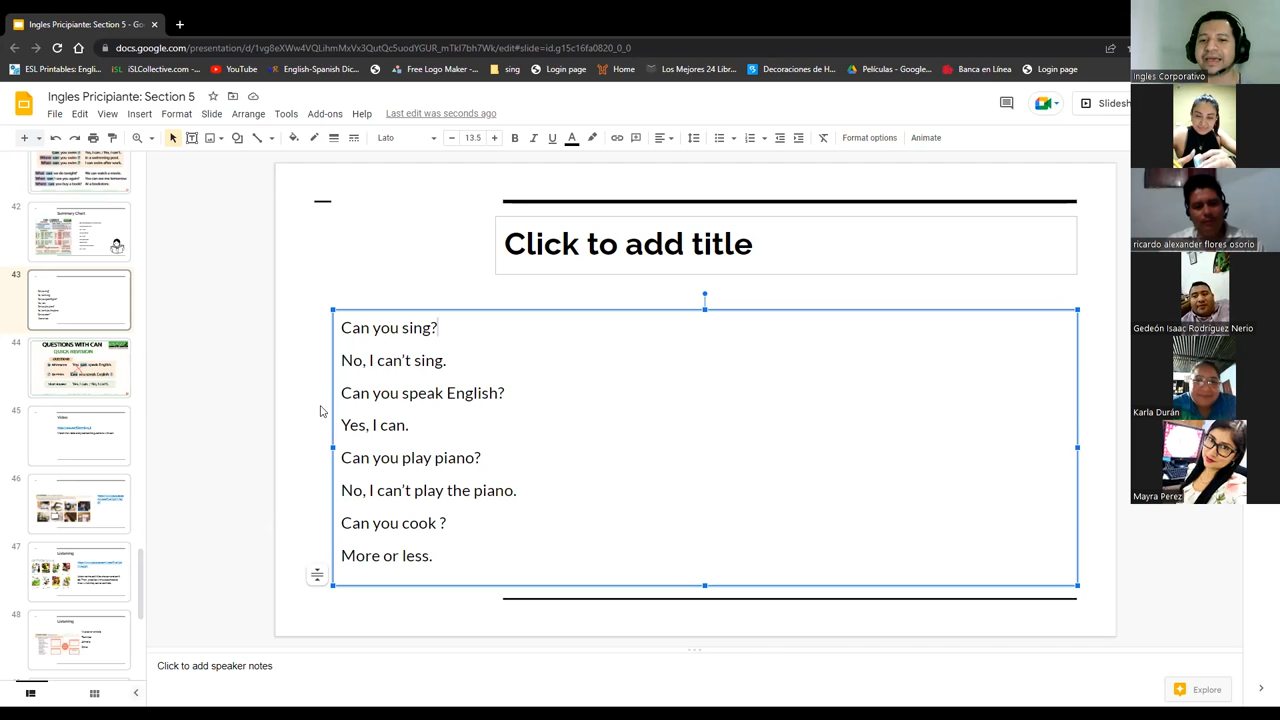 Ingles Pricipiante: Section 5 - Go
docs.google.com/presentation/d/1vg8eXWw4VQLihmMxVx3QutQc5uodYGUR_mTkI7bh7Wk/edit#slide=id.g15c16fa0820_0_0
ESL Printables: Engli...
iSLCollective.com -...
YouTube
English-Spanish Dic...
Free Logo Maker -...
sing
Login page
Home
Los Mejores 24 Libr...
Decoraciones de H...
Películas - Google...
Banca en Línea
Login page
Ingles Pricipiante: Section 5
File Edit View Insert Format Slide Arrange Tools Add-ons Help
Last edit was seconds ago
Slidesh
Lato
13.5
Format options
Animate
42
Summary Chart
43
44
QUESTIONS WITH CAN
QUICK REVISION
45
Video
46
47
Listening
48
Listening
Click to add title
Can you sing?
No, I can't sing.
Can you speak English?
Yes, I can.
Can you play piano?
No, I can't play the piano.
Can you cook ?
More or less.
Click to add speaker notes
Explore
Ingles Corporativo
ricardo alexander flores osorio
Gedeón Isaac Rodríguez Nerio
Karla Durán
Mayra Perez